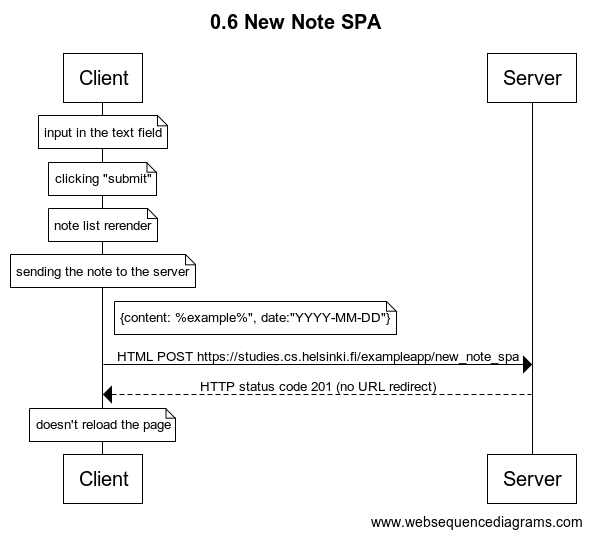 0.6 New Note SPA
Client
Server
input in the text field
clicking "submit"
note list rerender
sending the note to the server
{content: %example%", date:"YYYY-MM-DD"}
HTML POST https://studies.cs.helsinki.fi/exampleapp/new_note_spa
HTTP status code 201 (no URL redirect)
doesn't reload the page
Client
Server
www.websequencediagrams.com